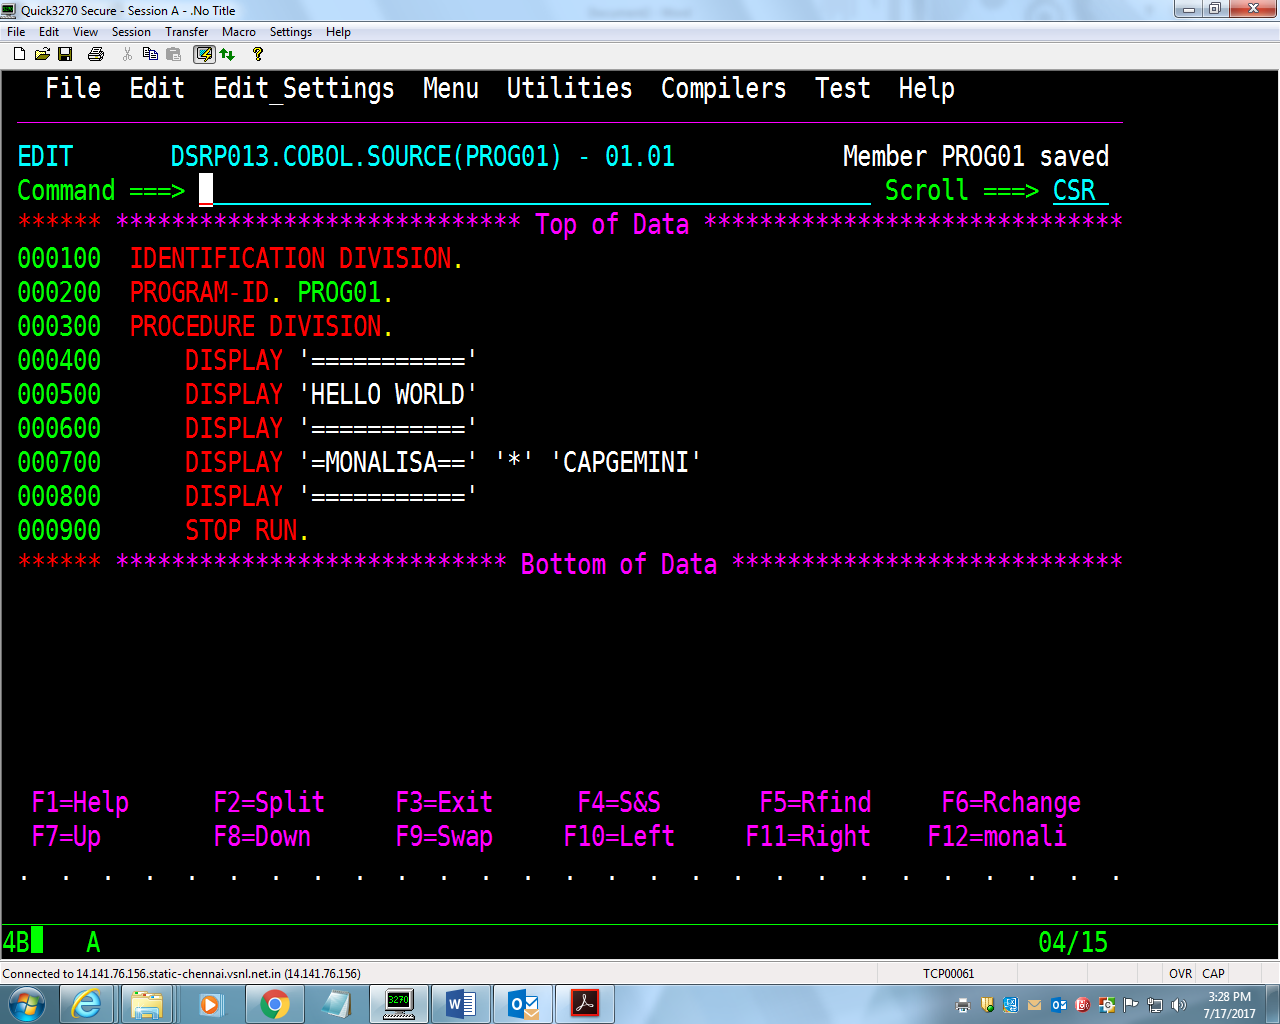 Quick3270 Secure - Session A - .No Title
File Edit View Session Transfer Macro Settings Help
File Edit Edit_Settings Menu Utilities Compilers Test Help
EDIT DSRP013.COBOL.SOURCE(PROG01) - 01.01 Member PROG01 saved
Command ===> Scroll ===> CSR
****** ***************************** Top of Data ******************************
000100 IDENTIFICATION DIVISION.
000200 PROGRAM-ID. PROG01.
000300 PROCEDURE DIVISION.
000400 DISPLAY '==========='
000500 DISPLAY 'HELLO WORLD'
000600 DISPLAY '==========='
000700 DISPLAY '=MONALISA==' '*' 'CAPGEMINI'
000800 DISPLAY '==========='
000900 STOP RUN.
****** **************************** Bottom of Data ****************************
F1=Help F2=Split F3=Exit F4=S&S F5=Rfind F6=Rchange
F7=Up F8=Down F9=Swap F10=Left F11=Right F12=monali
. . . . . . . . . . . . . . . . . . . . . . . . . . .
4B A 04/15
Connected to 14.141.76.156.static-chennai.vsnl.net.in (14.141.76.156) TCP00061 OVR CAP
3270
3:28 PM
7/17/2017